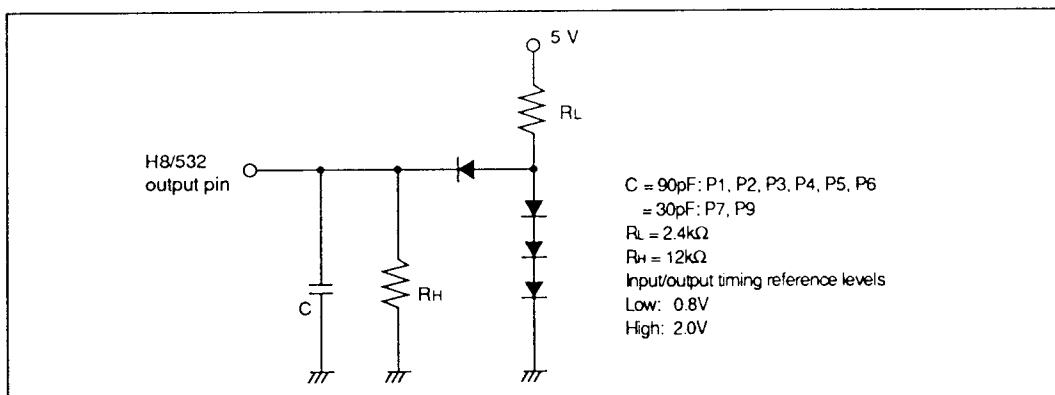 5 V
RL
H8/532
output pin
C
RH
C = 90pF: P1, P2, P3, P4, P5, P6
= 30pF: P7, P9
RL = 2.4kΩ
RH = 12kΩ
Input/output timing reference levels
Low: 0.8V
High: 2.0V